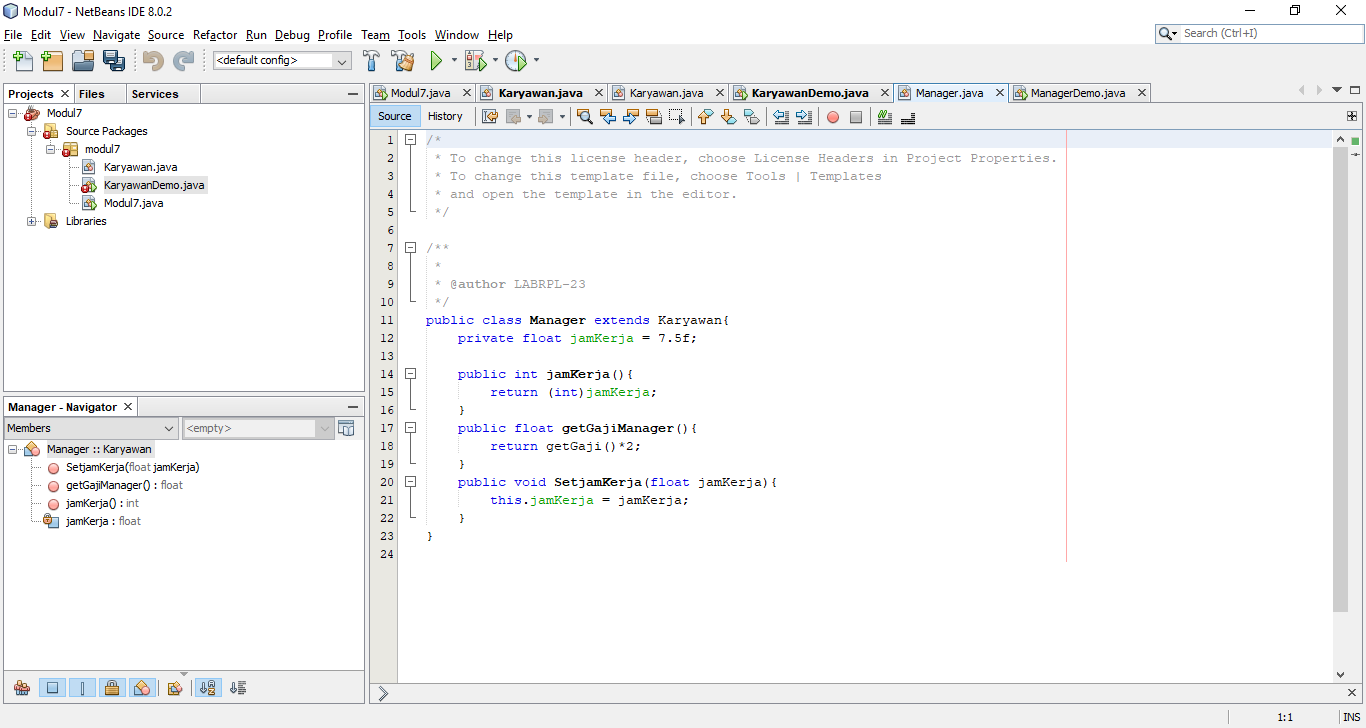 Modul7 - NetBeans IDE 8.0.2
File Edit View Navigate Source Refactor Run Debug Profile Team Tools Window Help
Search (Ctrl+I)
<default config>
Projects Files Services
Modul7
Source Packages
modul7
Karyawan.java
KaryawanDemo.java
Modul7.java
Libraries
Manager - Navigator
Members <empty>
Manager :: Karyawan
SetjamKerja(float jamKerja)
getGajiManager() : float
jamKerja() : int
jamKerja : float
Modul7.java Karyawan.java Karyawan.java KaryawanDemo.java Manager.java ManagerDemo.java
Source History
1 /*
2 * To change this license header, choose License Headers in Project Properties.
3 * To change this template file, choose Tools | Templates
4 * and open the template in the editor.
5 */
6
7 /**
8 *
9 * @author LABRPL-23
10 */
11 public class Manager extends Karyawan{
12 private float jamKerja = 7.5f;
13
14 public int jamKerja(){
15 return (int)jamKerja;
16 }
17 public float getGajiManager(){
18 return getGaji()*2;
19 }
20 public void SetjamKerja(float jamKerja){
21 this.jamKerja = jamKerja;
22 }
23 }
24
1:1 INS